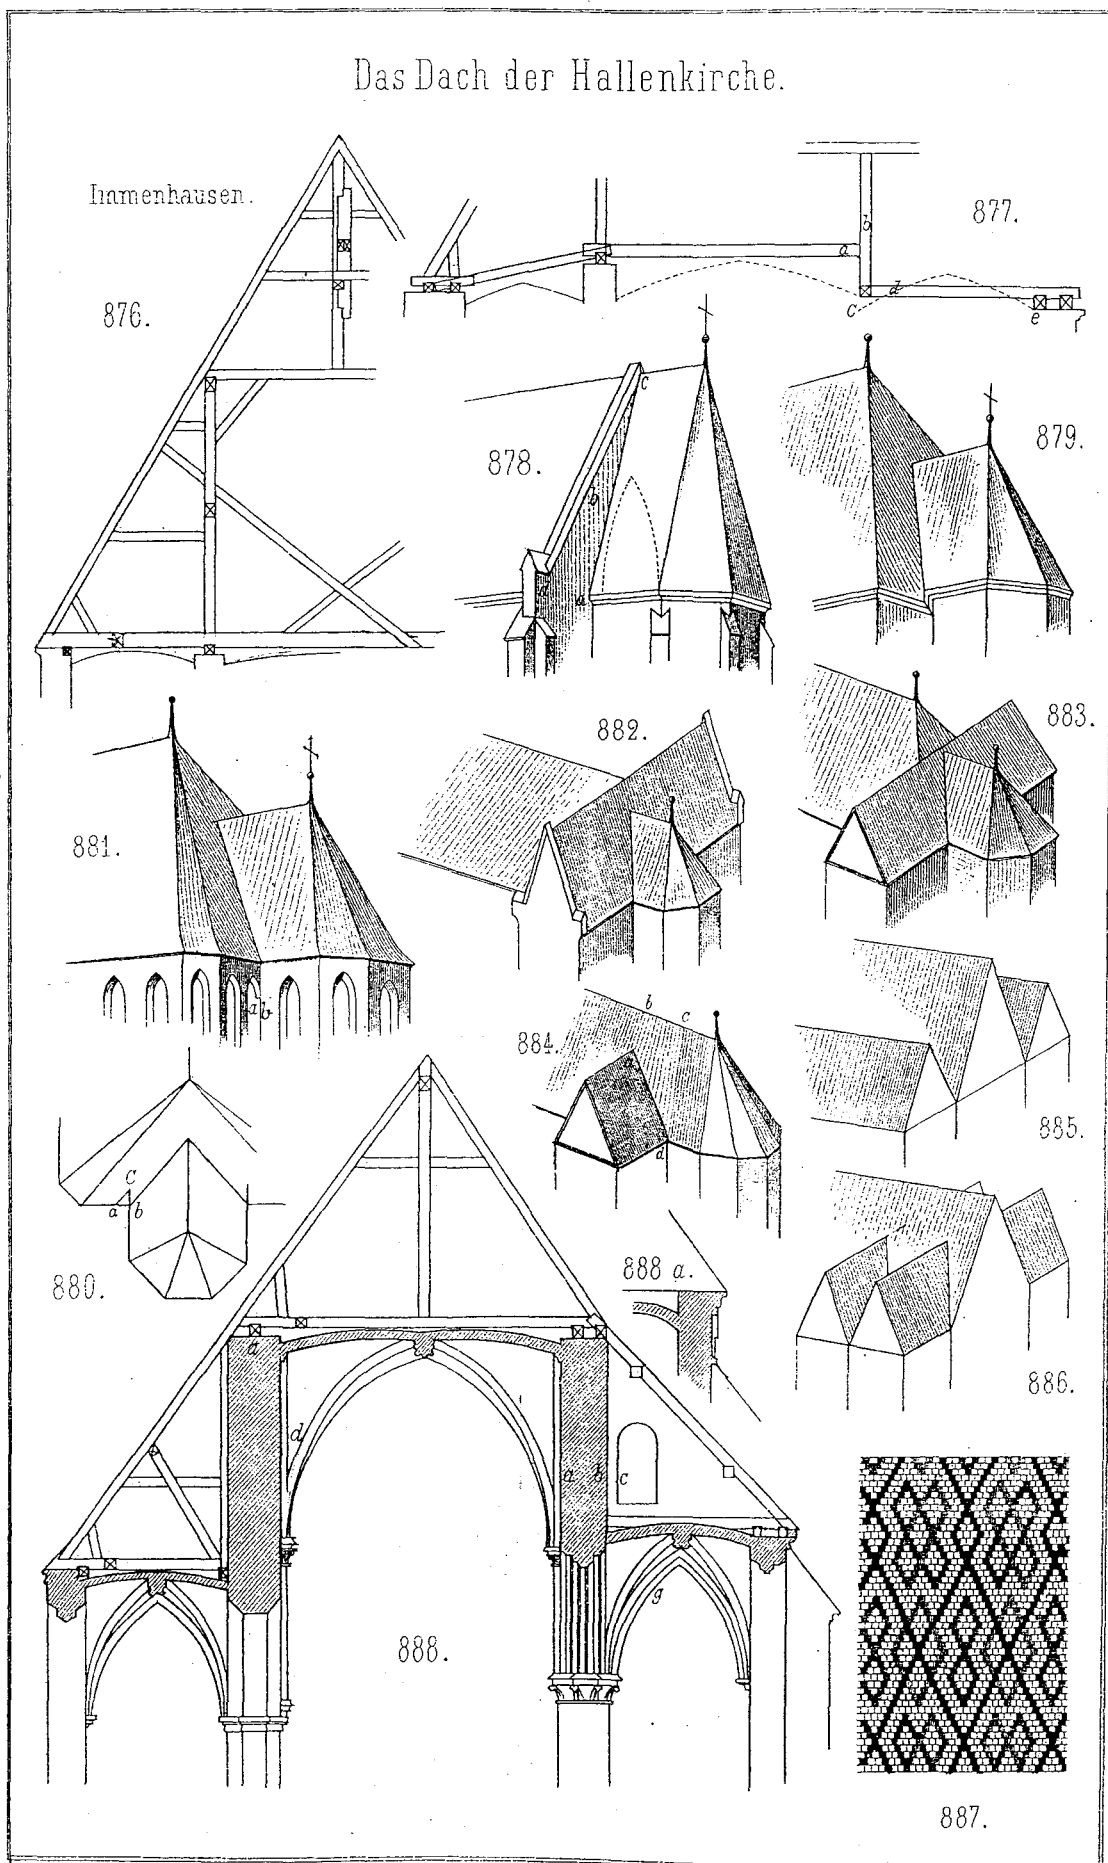 Das Dach der Hallenkirche.
Immenhausen.
876.
877.
b
a
d
c
e
878.
c
b
d
a
879.
881.
a b
882.
883.
884.
b
c
a
d
885.
880.
C
a b
888 a.
886.
888.
a
d
a
b
c
g
887.